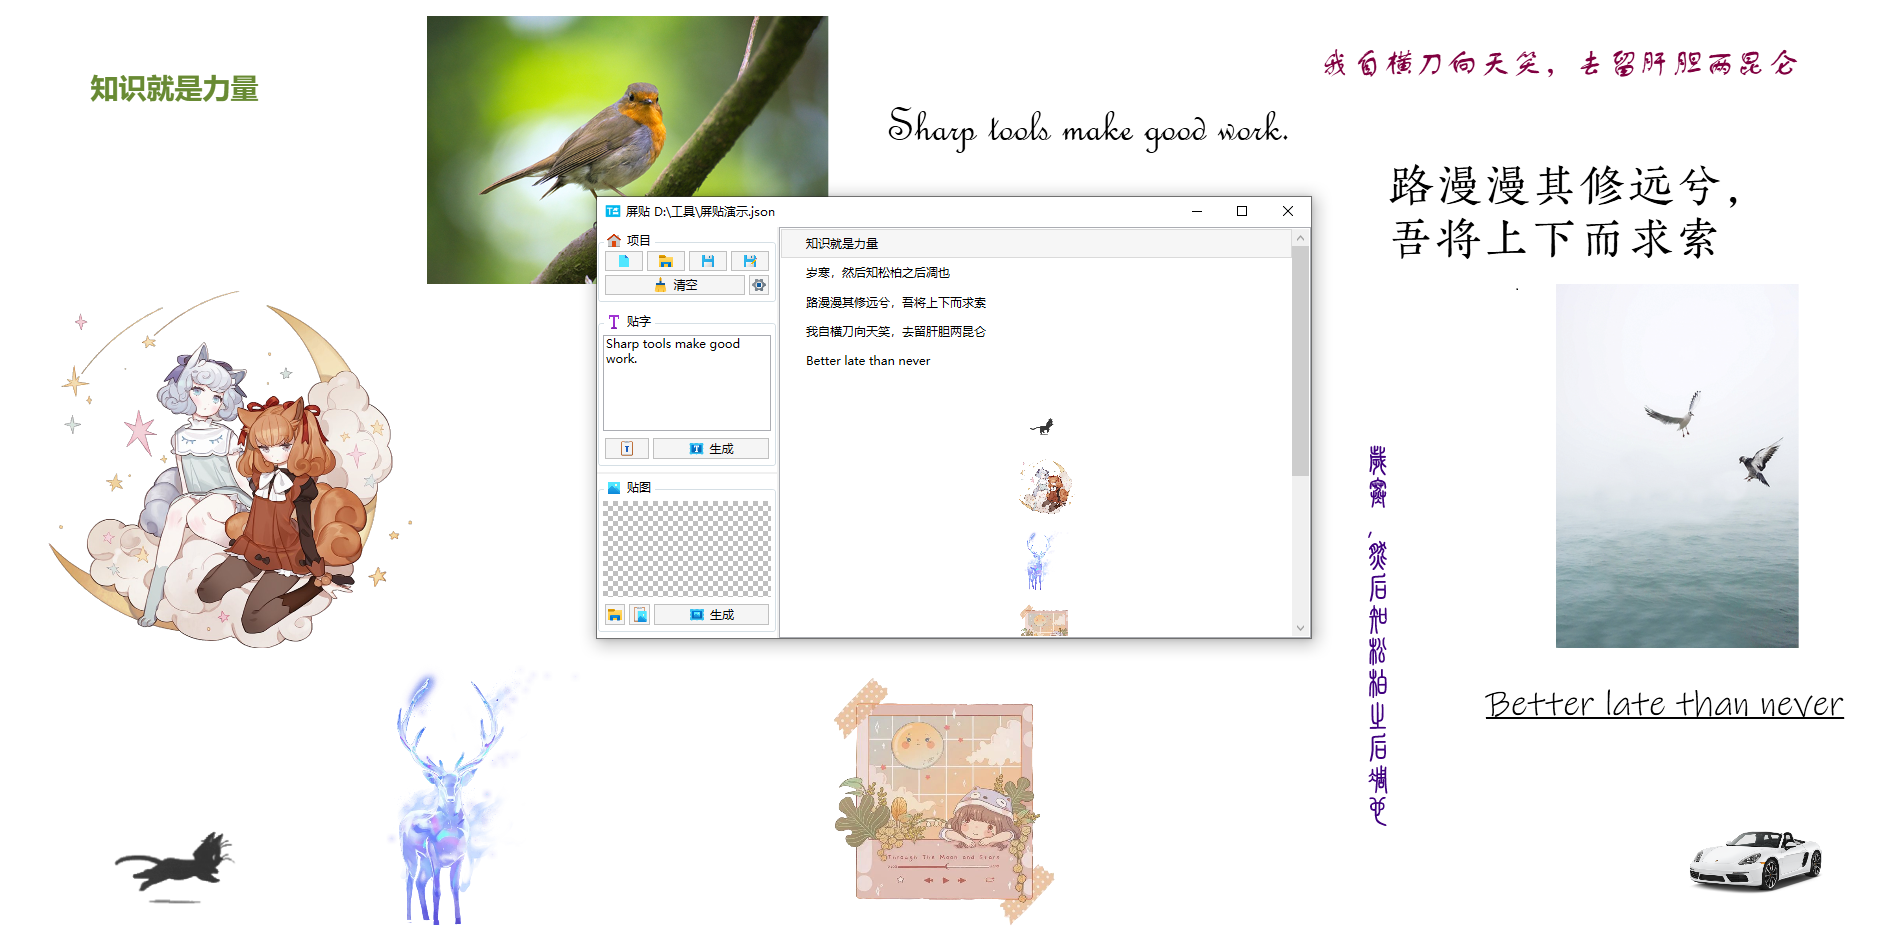 知识就是力量
Sharp tools make good work.
我自横刀向天笑，去留肝胆两昆仑
路漫漫其修远兮，
吾将上下而求索
屏贴 D:\工具\屏贴演示.json
项目
清空
贴字
Sharp tools make good
work.
生成
贴图
生成
知识就是力量
岁寒，然后知松柏之后凋也
路漫漫其修远兮，吾将上下而求索
我自横刀向天笑，去留肝胆两昆仑
Better late than never
歲寒，然后知松柏之后凋也
Better late than never
Through The Moon and Stars